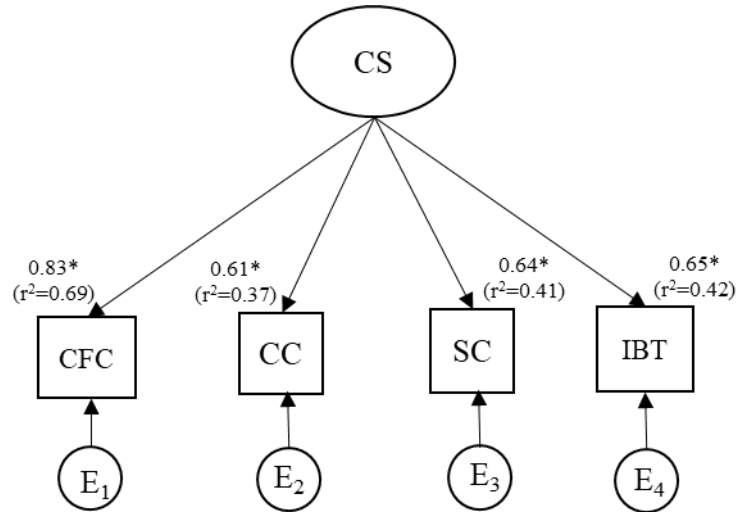 CS
0.83*
(r²=0.69)
0.61*
(r²=0.37)
0.64*
(r²=0.41)
0.65*
(r²=0.42)
CFC
CC
SC
IBT
E₁
E₂
E₃
E₄